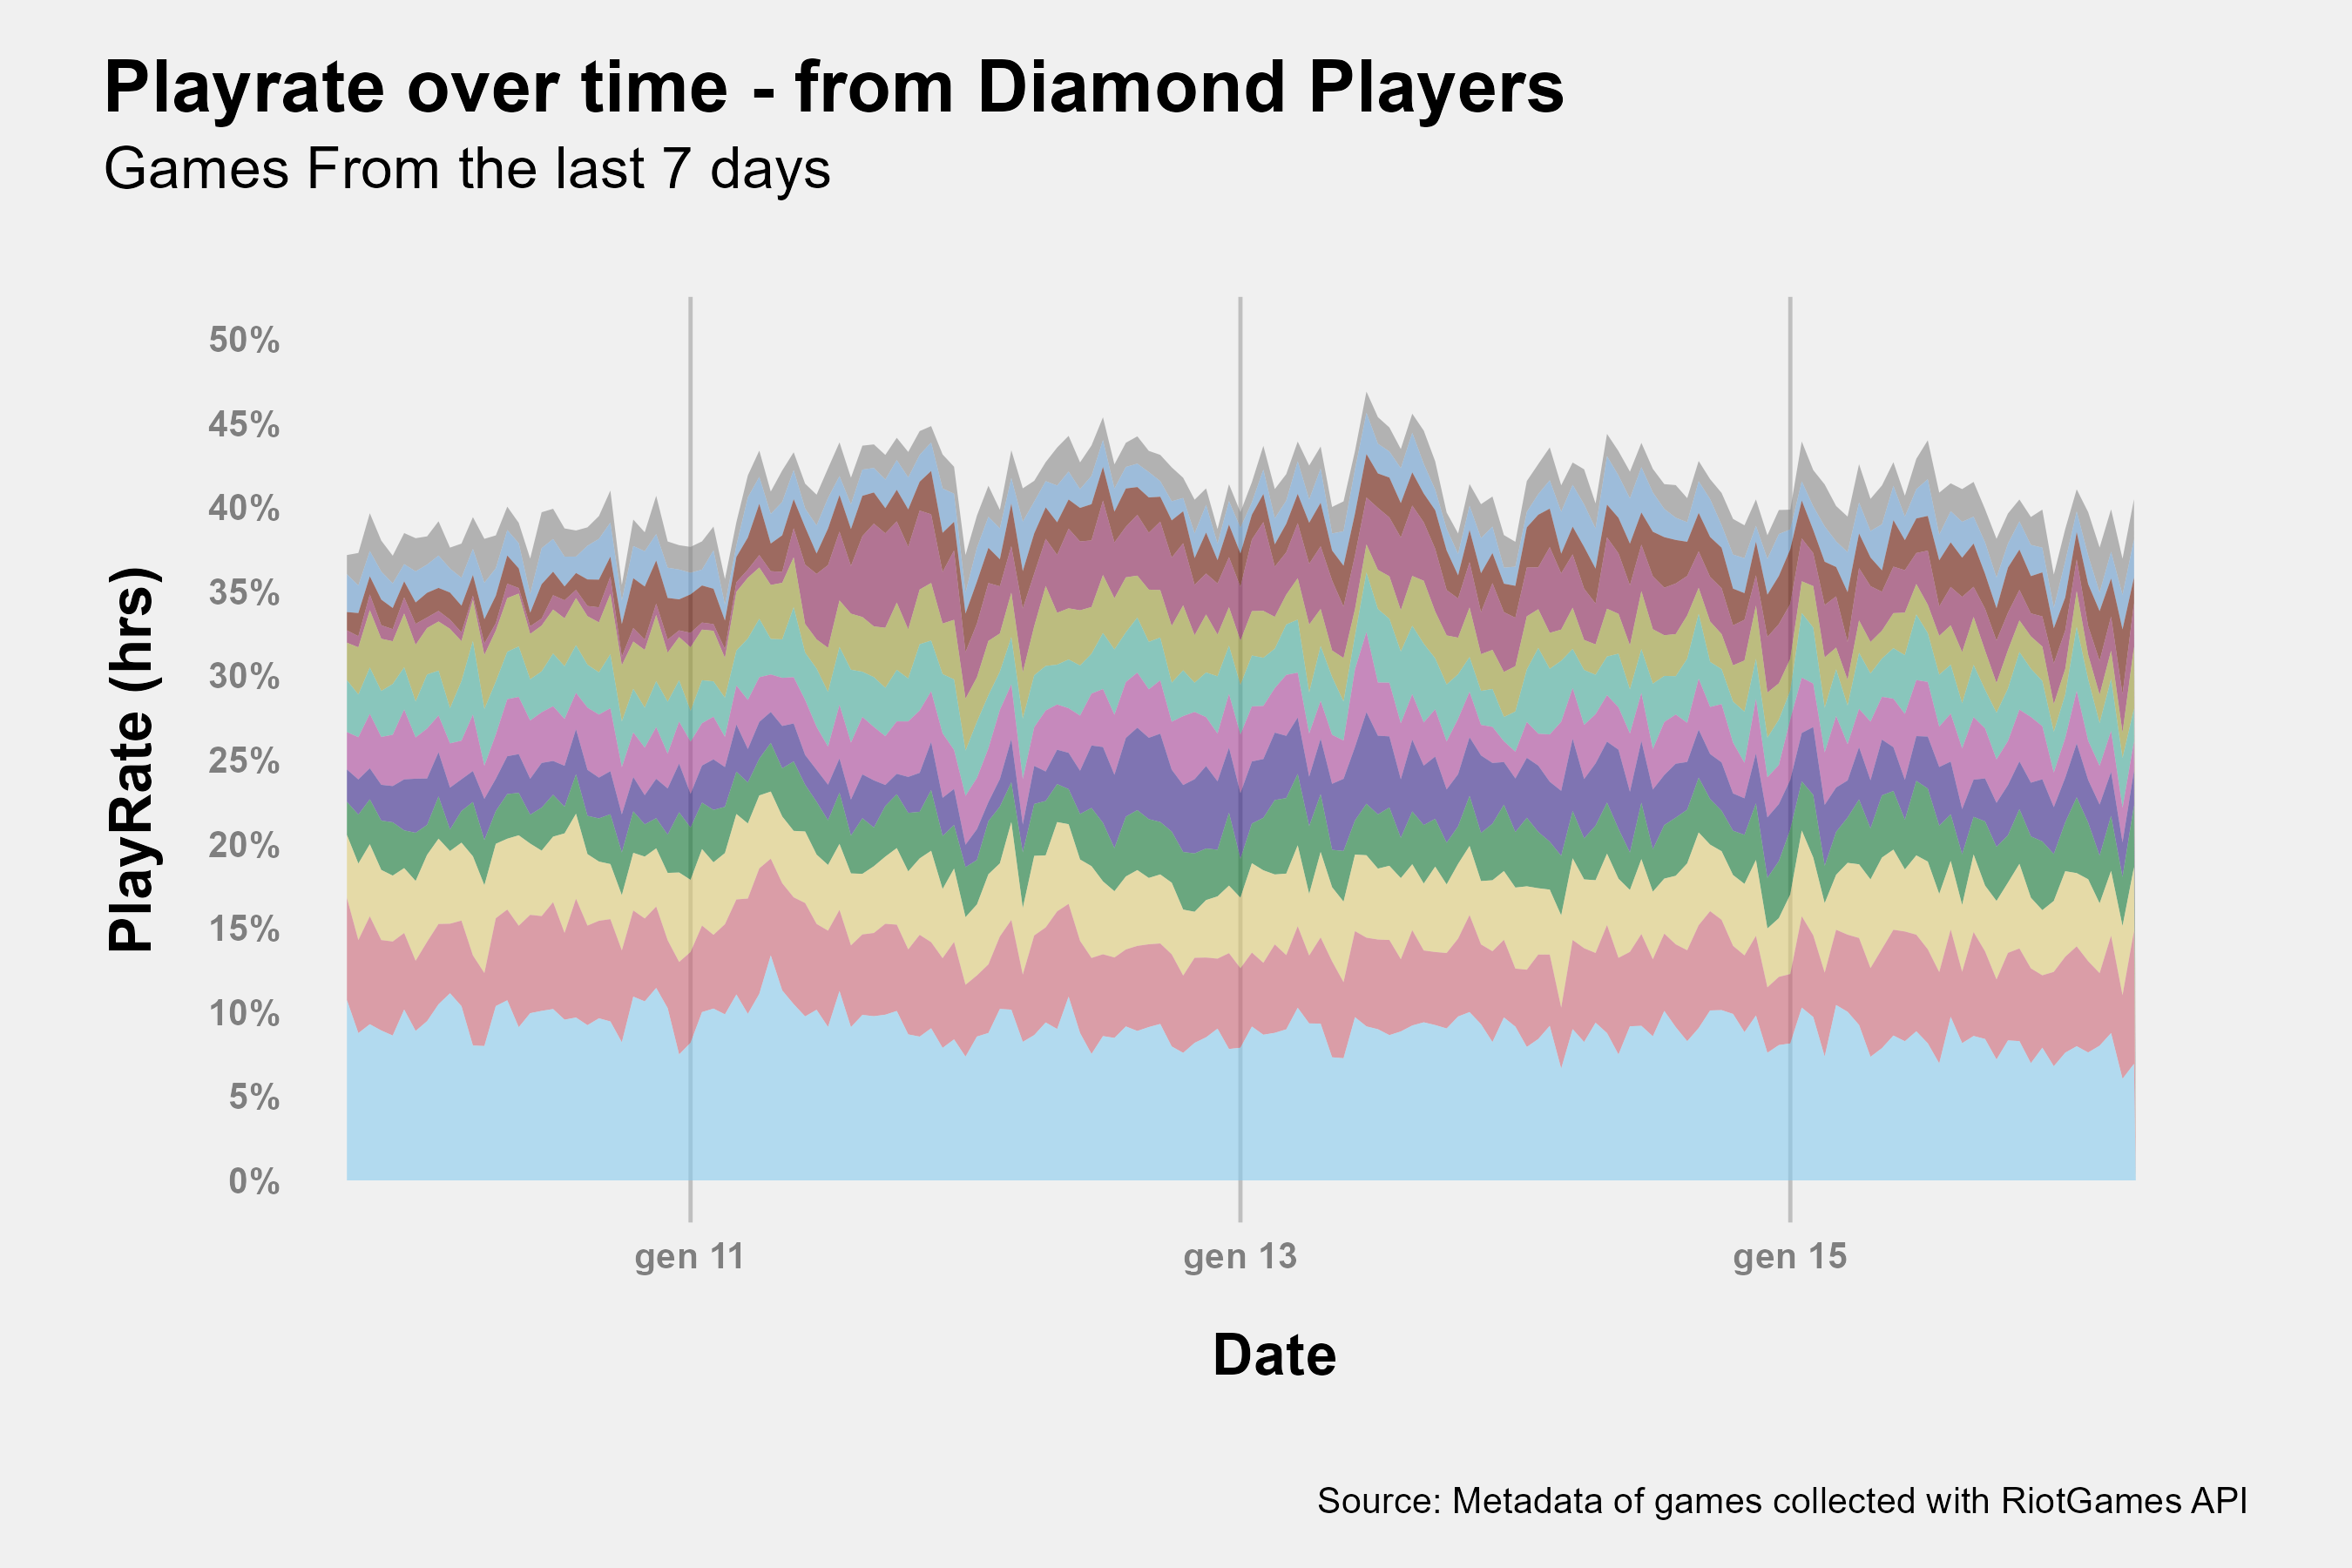 Playrate over time - from Diamond Players
Games From the last 7 days
50%
45%
40%
35%
30%
25%
20%
15%
10%
5%
0%
PlayRate (hrs)
gen 11
gen 13
gen 15
Date
Source: Metadata of games collected with RiotGames API